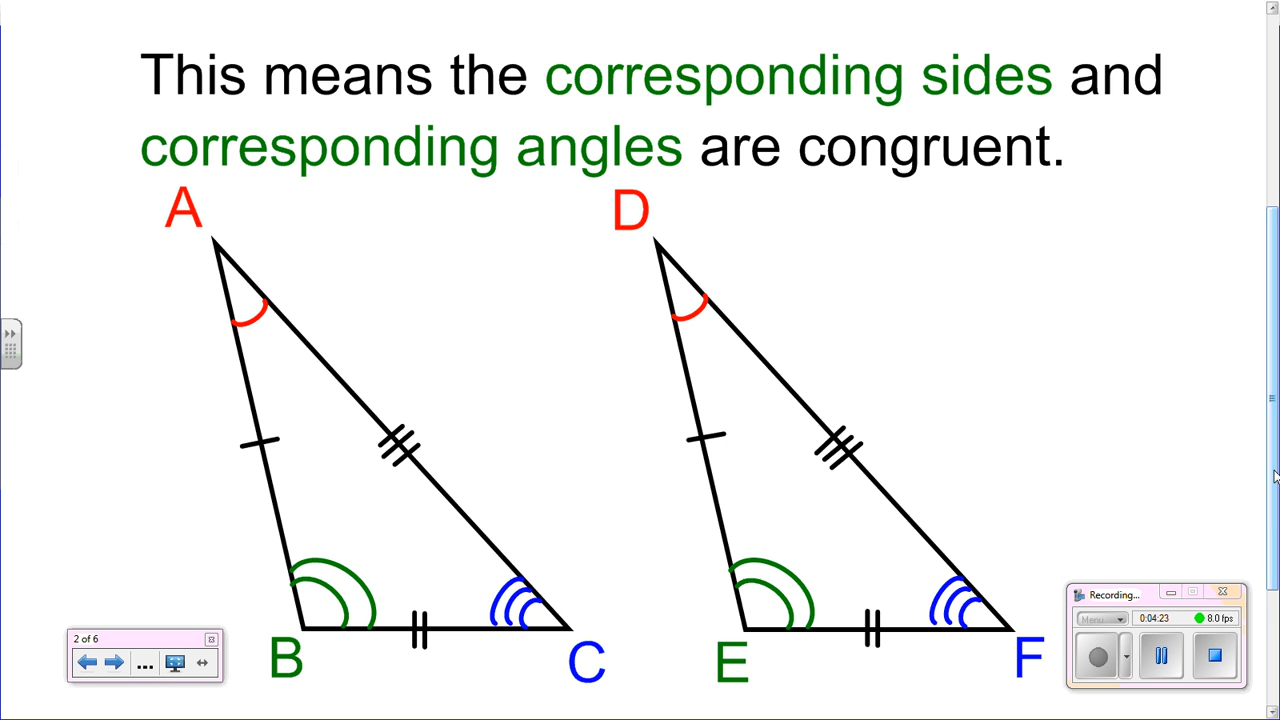 This means the corresponding sides and
corresponding angles are congruent.
A
D
B
C
E
F
2 of 6
...
Recording...
Menu
0:04:23
8.0 fps